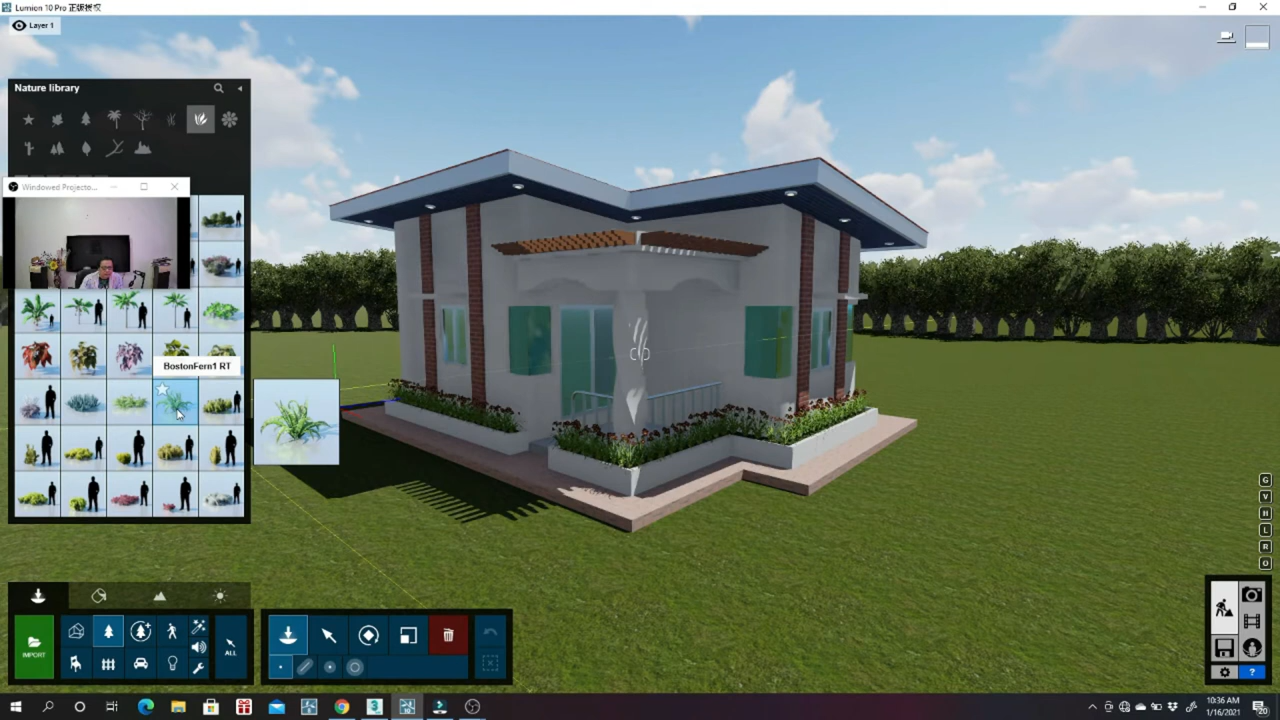 Lumion 10 Pro 正版授权
Layer 1
Nature library
Windowed Projecto...
BostonFern1 RT
G
V
H
L
R
O
IMPORT
ALL
?
10:36 AM
1/16/2021
20